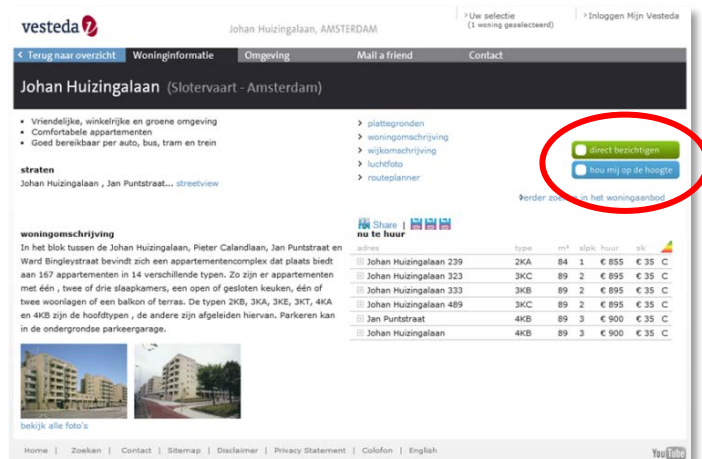 vesteda
Johan Huizingalaan, AMSTERDAM
Uw selectie
(1 woning geselecteerd)
Inloggen Mijn Vesteda
Terug naar overzicht
Woninginformatie
Omgeving
Mail a friend
Contact
Johan Huizingalaan (Slotervaart - Amsterdam)
• Vriendelijke, winkelrijke en groene omgeving
• Comfortabele appartementen
• Goed bereikbaar per auto, bus, tram en trein
straten
Johan Huizingalaan , Jan Puntstraat... streetview
plattegronden
woningomschrijving
wijkomschrijving
luchtfoto
routeplanner
direct bezichtigen
hou mij op de hoogte
Verder zoeken in het woningaanbod
woningomschrijving
In het blok tussen de Johan Huizingalaan, Pieter Calandlaan, Jan Puntstraat en
Ward Bingleystraat bevindt zich een appartementencomplex dat plaats biedt
aan 167 appartementen in 14 verschillende typen. Zo zijn er appartementen
met één , twee of drie slaapkamers, een open of gesloten keuken, één of
twee woonlagen of een balkon of terras. De typen 2KB, 3KA, 3KE, 3KT, 4KA
en 4KB zijn de hoofdtypen , de andere zijn afgeleiden hiervan. Parkeren kan
in de ondergrondse parkeergarage.
Share |
nu te huur
adres type m² slpk huur sk
Johan Huizingalaan 239 2KA 84 1 € 855 € 35 C
Johan Huizingalaan 323 3KC 89 2 € 895 € 35 C
Johan Huizingalaan 333 3KB 89 2 € 895 € 35 C
Johan Huizingalaan 489 3KC 89 2 € 895 € 35 C
Jan Puntstraat 4KB 89 3 € 900 € 35 C
Johan Huizingalaan 4KB 89 3 € 900 € 35 C
bekijk alle foto's
Home | Zoeken | Contact | Sitemap | Disclaimer | Privacy Statement | Colofon | English
YouTube